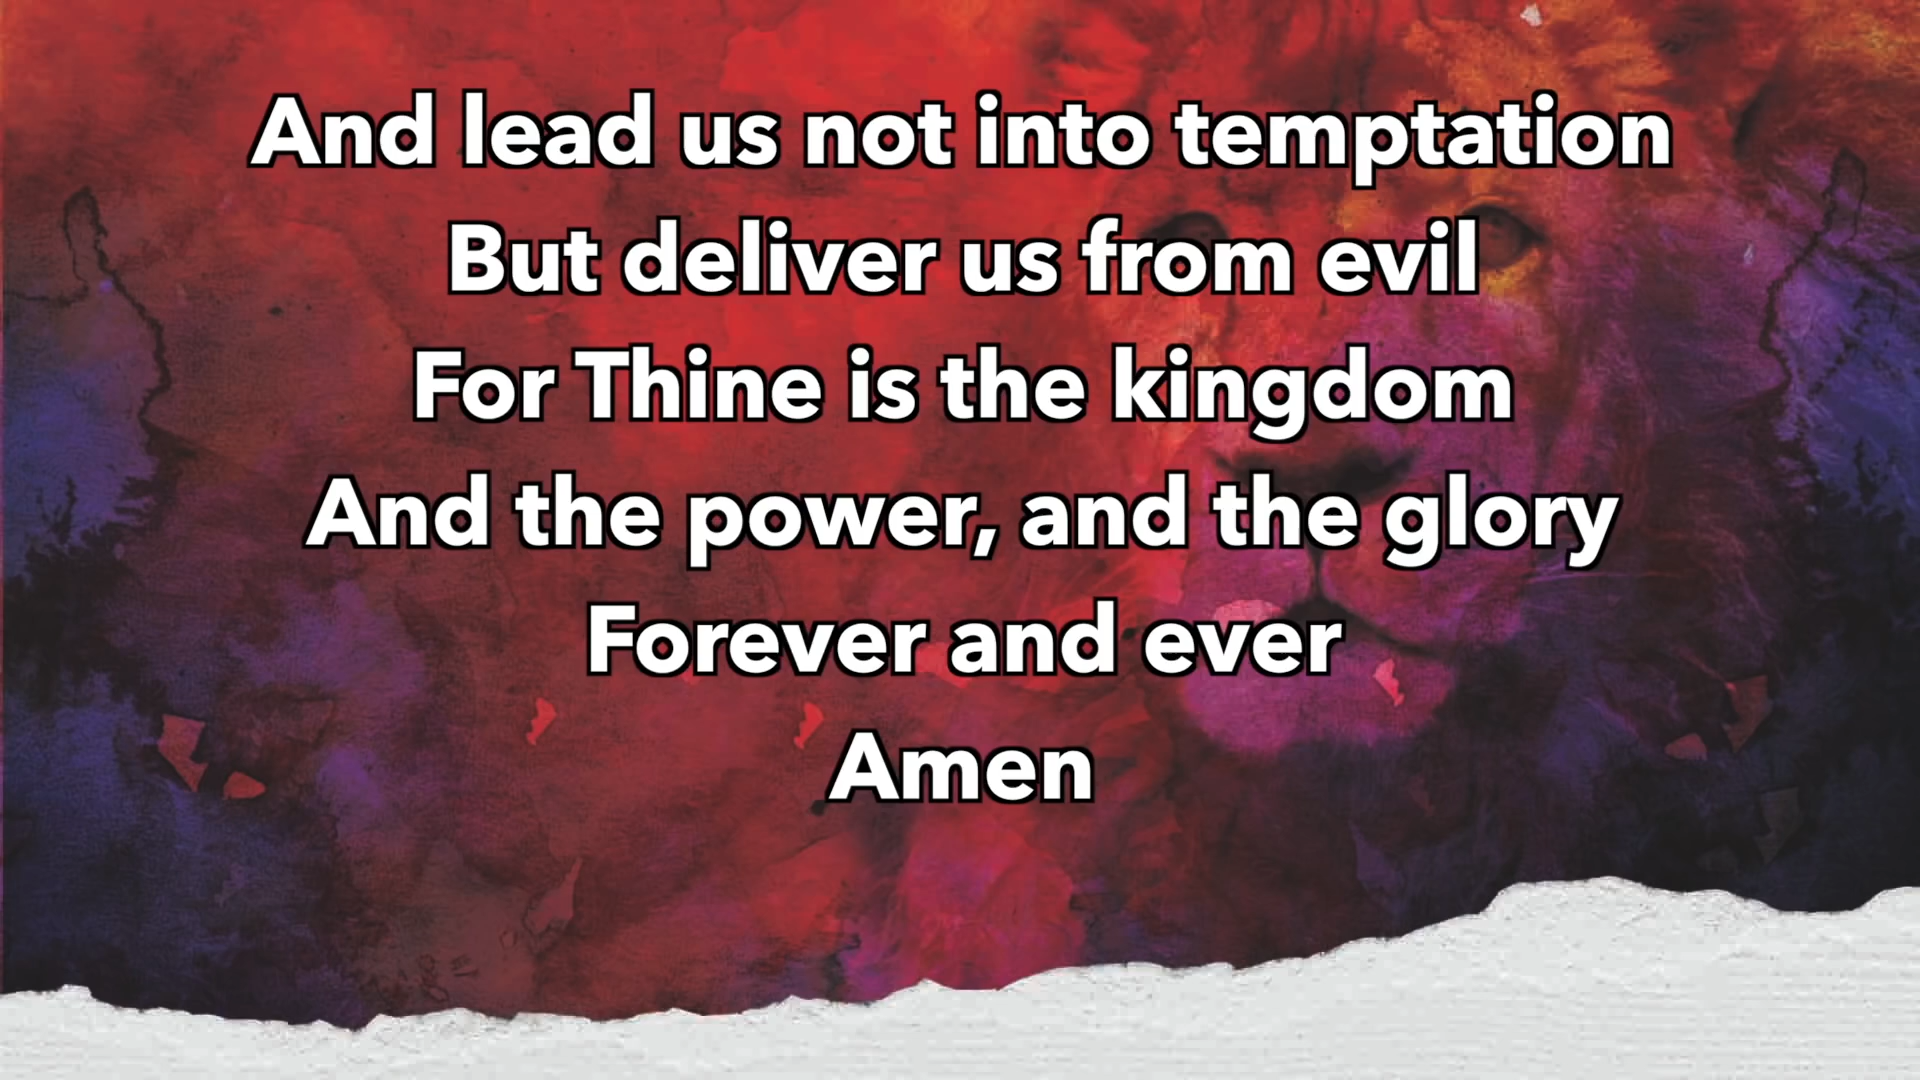 And lead us not into temptation
But deliver us from evil
For Thine is the kingdom
And the power, and the glory
Forever and ever
Amen